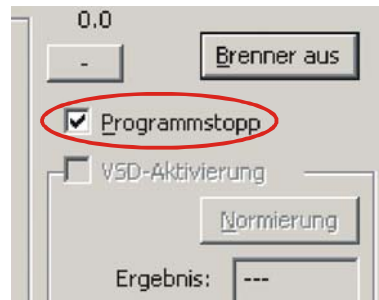 0.0
- Brenner aus
Programmstopp
VSD-Aktivierung
Normierung
Ergebnis: ---